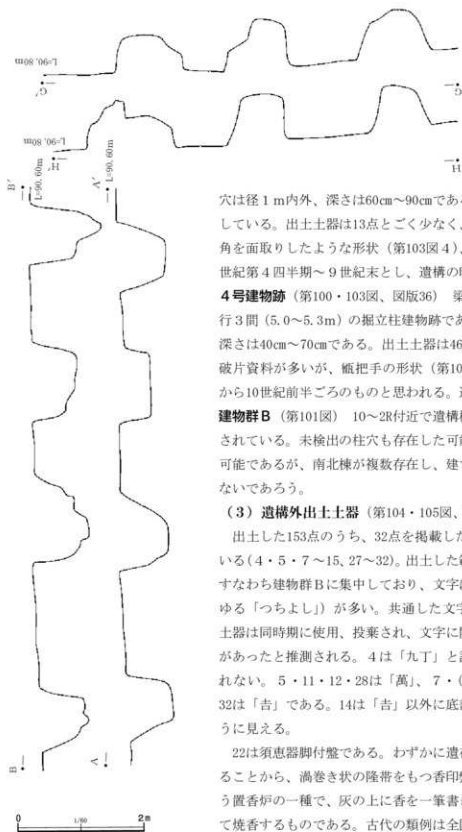 L=90.80m
G'
G
L=90.80m
H'
H
B'
L=90.60m
A'
L=90.60m
B
A
0
1/60
2m
穴は径１m内外、深さは60cm～90cmである
している。出土土器は13点とごく少なく、
角を面取りしたような形状（第103図４）、
世紀第４四半期～９世紀末とし、遺構の
４号建物跡（第100・103図、図版36） 梁
行３間（5.0～5.3m）の掘立柱建物跡であ
深さは40cm～70cmである。出土土器は46
破片資料が多いが、甑把手の形状（第10
から10世紀前半ごろのものと思われる。
建物群Ｂ（第101図） 10～2R付近で遺構
されている。未検出の柱穴も存在した可
可能であるが、南北棟が複数存在し、建
ないであろう。
（３）遺構外出土土器（第104・105図、
出土した153点のうち、32点を掲載した
いる（４・５・７～15、27～32）。出土した
すなわち建物群Ｂに集中しており、文字
ゆる「つちよし」）が多い。共通した文字
土器は同時期に使用、投棄され、文字に
があったと推測される。４は「九丁」と
れない。５・11・12・28は「萬」、７・（
32は「𠮷」である。14は「𠮷」以外に底
うに見える。
22は須恵器脚付盤である。わずかに遺
ることから、渦巻き状の隆帯をもつ香印
う置香炉の一種で、灰の上に香を一筆書
て焼香するものである。古代の類例は全